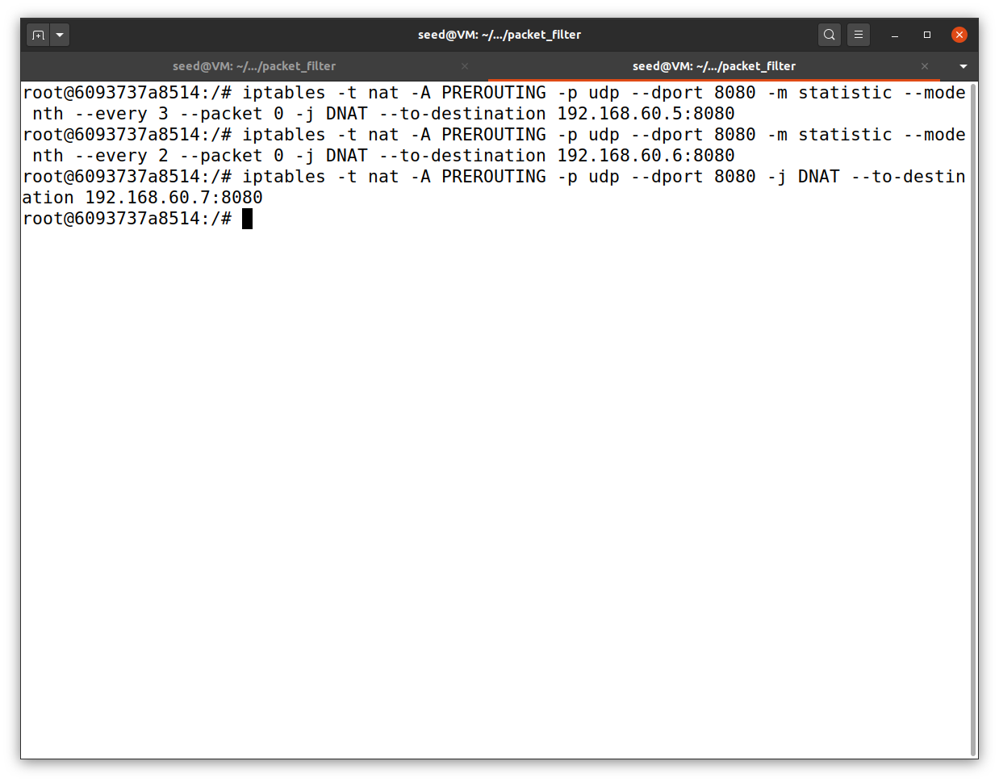 seed@VM: ~/.../packet_filter
seed@VM: ~/.../packet_filter
seed@VM: ~/.../packet_filter
root@6093737a8514:/# iptables -t nat -A PREROUTING -p udp --dport 8080 -m statistic --mode
 nth --every 3 --packet 0 -j DNAT --to-destination 192.168.60.5:8080
root@6093737a8514:/# iptables -t nat -A PREROUTING -p udp --dport 8080 -m statistic --mode
 nth --every 2 --packet 0 -j DNAT --to-destination 192.168.60.6:8080
root@6093737a8514:/# iptables -t nat -A PREROUTING -p udp --dport 8080 -j DNAT --to-destin
ation 192.168.60.7:8080
root@6093737a8514:/#